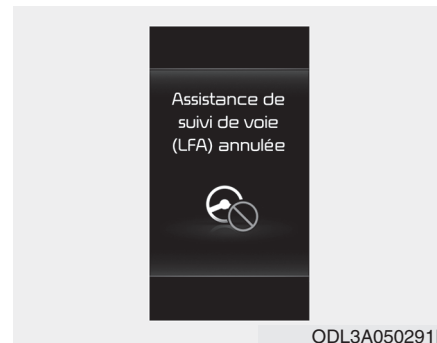 Assistance de
suivi de voie
(LFA) annulée
ODL3A050291